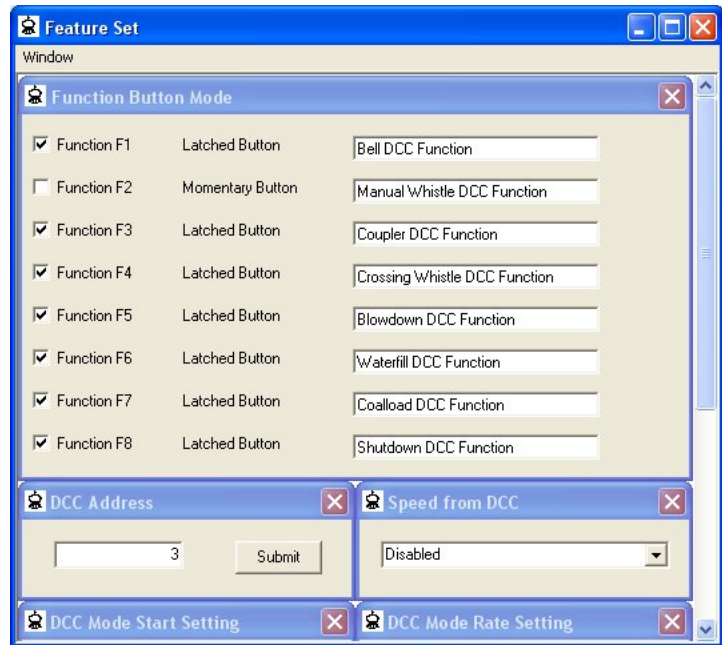 Feature Set
Window
Function Button Mode
Function F1 Latched Button Bell DCC Function
Function F2 Momentary Button Manual Whistle DCC Function
Function F3 Latched Button Coupler DCC Function
Function F4 Latched Button Crossing Whistle DCC Function
Function F5 Latched Button Blowdown DCC Function
Function F6 Latched Button Waterfill DCC Function
Function F7 Latched Button Coalload DCC Function
Function F8 Latched Button Shutdown DCC Function
DCC Address Speed from DCC
3 Submit Disabled
DCC Mode Start Setting DCC Mode Rate Setting